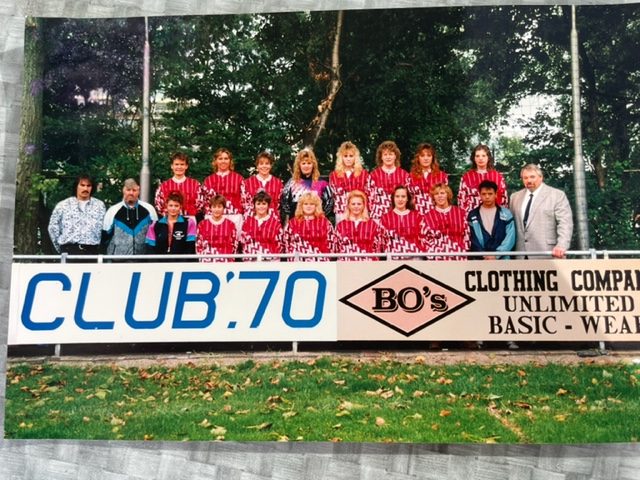 CLUB'.70
BO's
CLOTHING COMPA
UNLIMITED
BASIC - WEA